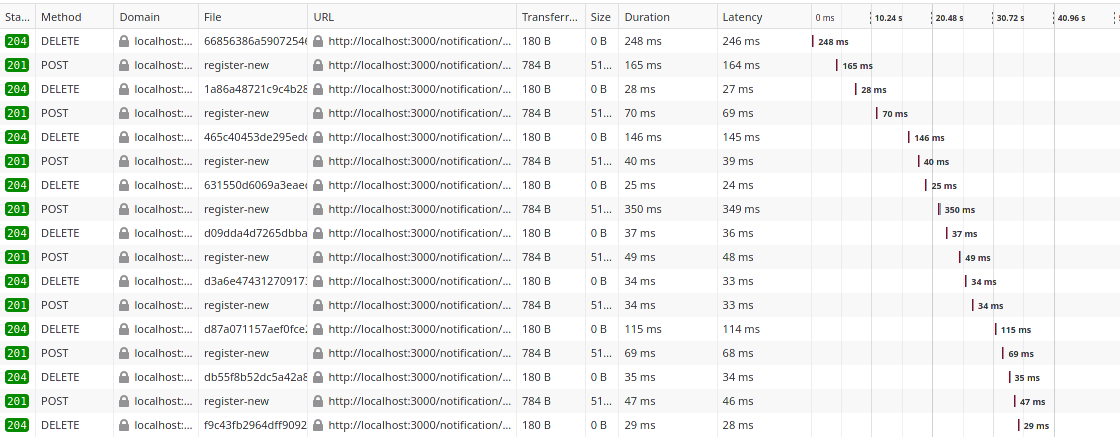 Sta... Method Domain File URL Transferr... Size Duration Latency 0 ms 10.24 s 20.48 s 30.72 s 40.96 s
204 DELETE localhost:... 66856386a5907254 http://localhost:3000/notification/... 180 B 0 B 248 ms 246 ms 248 ms
201 POST localhost:... register-new http://localhost:3000/notification/... 784 B 51... 165 ms 164 ms 165 ms
204 DELETE localhost:... 1a86a48721c9c4b28 http://localhost:3000/notification/... 180 B 0 B 28 ms 27 ms 28 ms
201 POST localhost:... register-new http://localhost:3000/notification/... 784 B 51... 70 ms 69 ms 70 ms
204 DELETE localhost:... 465c40453de295ed http://localhost:3000/notification/... 180 B 0 B 146 ms 145 ms 146 ms
201 POST localhost:... register-new http://localhost:3000/notification/... 784 B 51... 40 ms 39 ms 40 ms
204 DELETE localhost:... 631550d6069a3eae http://localhost:3000/notification/... 180 B 0 B 25 ms 24 ms 25 ms
201 POST localhost:... register-new http://localhost:3000/notification/... 784 B 51... 350 ms 349 ms 350 ms
204 DELETE localhost:... d09dda4d7265dbba http://localhost:3000/notification/... 180 B 0 B 37 ms 36 ms 37 ms
201 POST localhost:... register-new http://localhost:3000/notification/... 784 B 51... 49 ms 48 ms 49 ms
204 DELETE localhost:... d3a6e47431270917 http://localhost:3000/notification/... 180 B 0 B 34 ms 33 ms 34 ms
201 POST localhost:... register-new http://localhost:3000/notification/... 784 B 51... 34 ms 33 ms 34 ms
204 DELETE localhost:... d87a071157aef0fce http://localhost:3000/notification/... 180 B 0 B 115 ms 114 ms 115 ms
201 POST localhost:... register-new http://localhost:3000/notification/... 784 B 51... 69 ms 68 ms 69 ms
204 DELETE localhost:... db55f8b52dc5a42a8 http://localhost:3000/notification/... 180 B 0 B 35 ms 34 ms 35 ms
201 POST localhost:... register-new http://localhost:3000/notification/... 784 B 51... 47 ms 46 ms 47 ms
204 DELETE localhost:... f9c43fb2964dff9092 http://localhost:3000/notification/... 180 B 0 B 29 ms 28 ms 29 ms